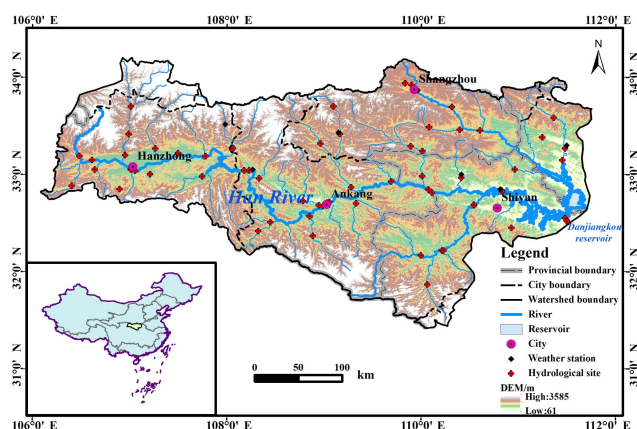 106°0' E
108°0' E
110°0' E
112°0' E
N
34°0' N
34°0' N
Shangzhou
Hanzhong
33°0' N
33°0' N
Han River
Ankang
Shiyan
Danjiangkou
reservoir
Legend
Provincial boundary
City boundary
Watershed boundary
River
Reservoir
City
Weather station
Hydrological site
DEM/m
High:3585
Low:61
32°0' N
32°0' N
31°0' N
31°0' N
0
50
100
km
106°0' E
108°0' E
110°0' E
112°0' E